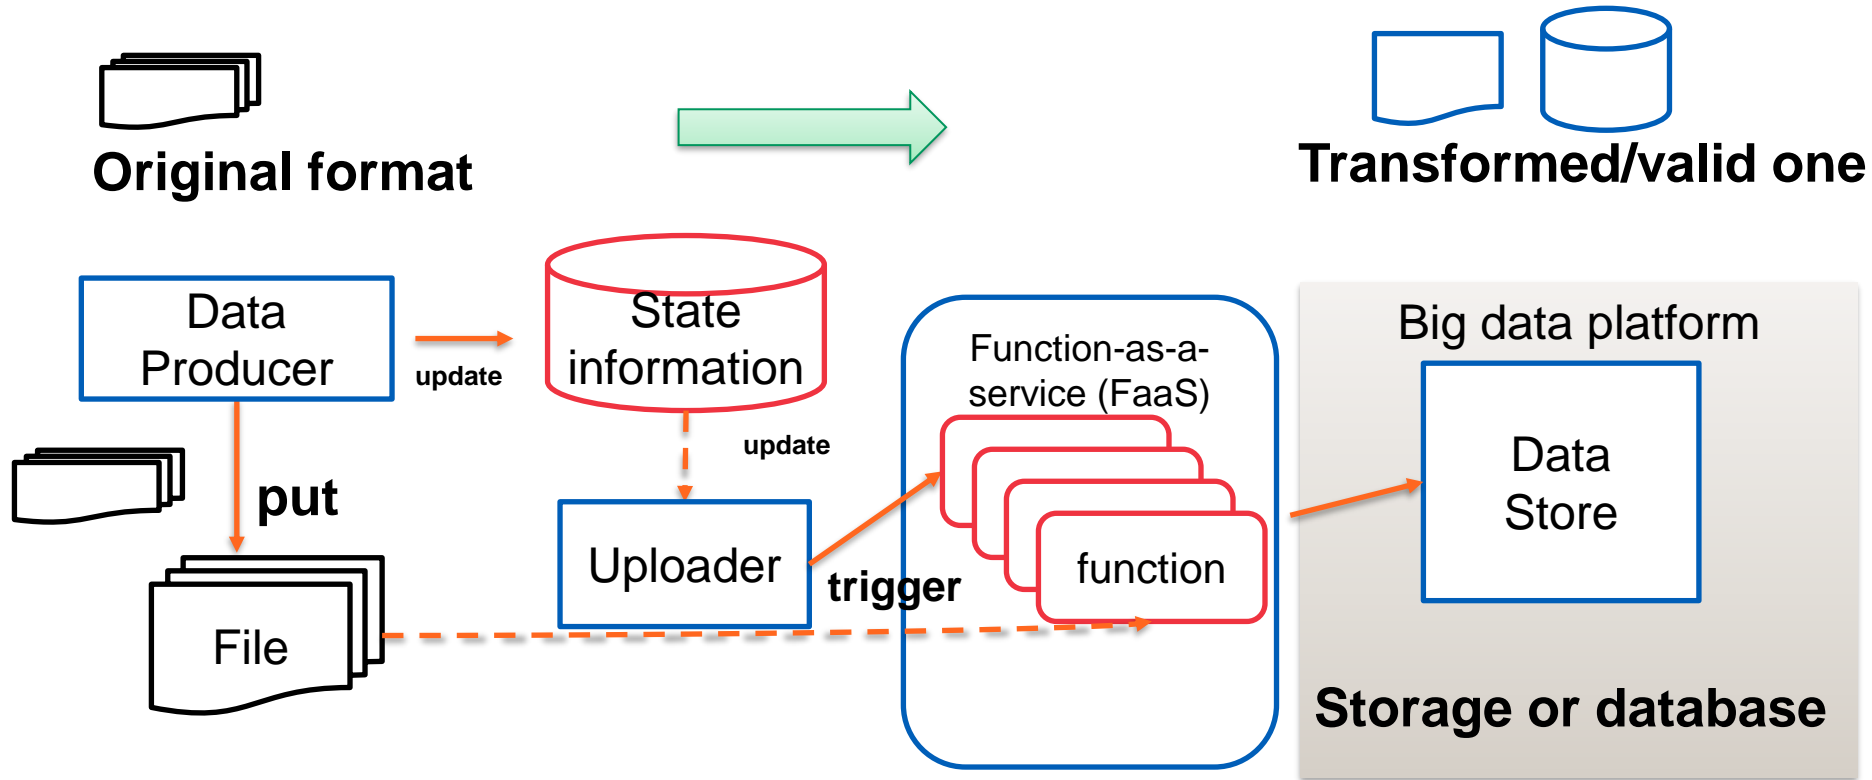 Original format
Transformed/valid one
Data
Producer
update
State
information
update
put
File
Uploader
trigger
Function-as-a-
service (FaaS)
function
Big data platform
Data
Store
Storage or database